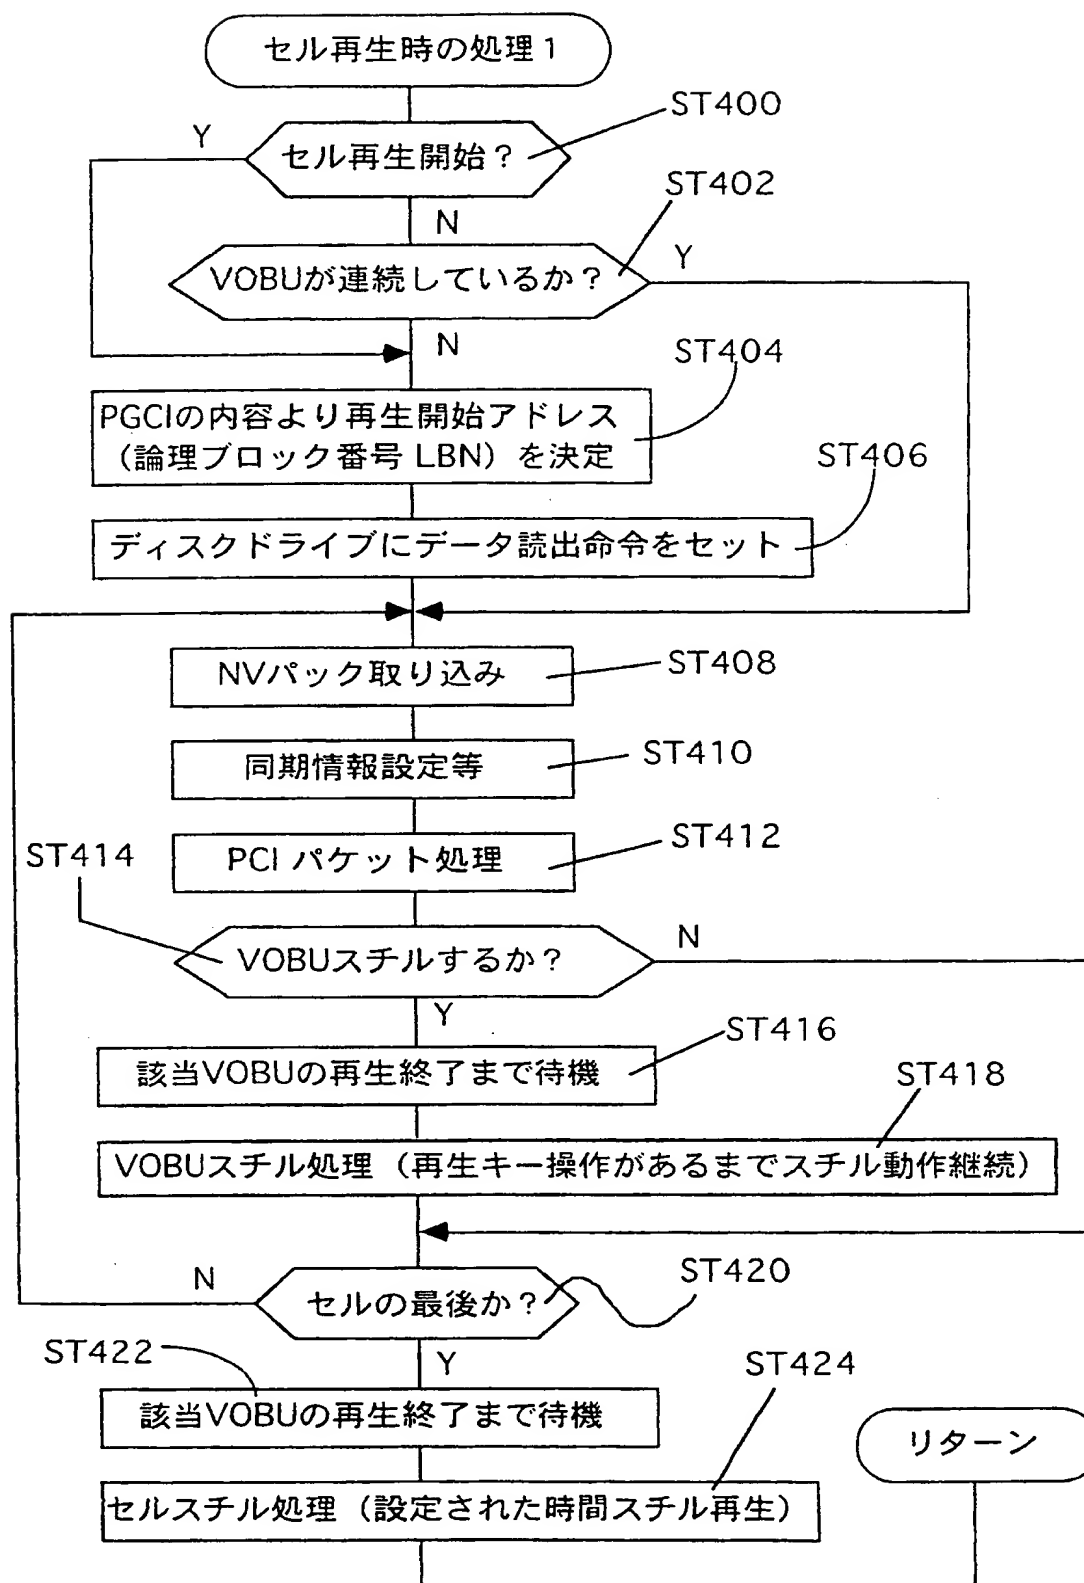 セル再生時の処理1
ST400
Y
セル再生開始？
ST402
N
VOBUが連続しているか？
Y
N
ST404
PGCIの内容より再生開始アドレス
（論理ブロック番号 LBN）を決定
ST406
ディスクドライブにデータ読出命令をセット
NVパック取り込み
ST408
同期情報設定等
ST410
PCI パケット処理
ST412
ST414
VOBUスチルするか？
N
Y
ST416
該当VOBUの再生終了まで待機
ST418
VOBUスチル処理（再生キー操作があるまでスチル動作継続）
N
セルの最後か？
ST420
ST422
Y
ST424
該当VOBUの再生終了まで待機
リターン
セルスチル処理（設定された時間スチル再生）